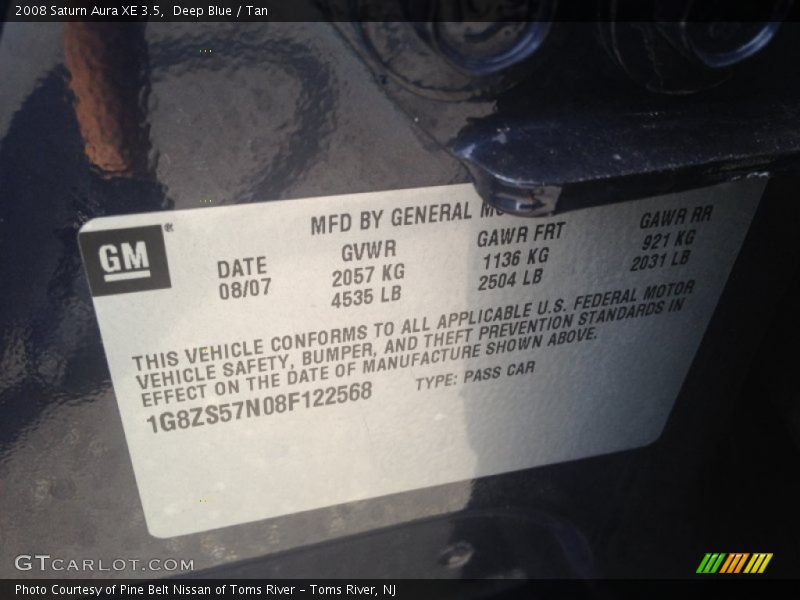 2008 Saturn Aura XE 3.5,  Deep Blue / Tan
GM®
MFD BY GENERAL
DATE GVWR GAWR FRT GAWR RR
08/07 2057 KG 1136 KG 921 KG
4535 LB 2504 LB 2031 LB
THIS VEHICLE CONFORMS TO ALL APPLICABLE U.S. FEDERAL MOTOR
VEHICLE SAFETY, BUMPER, AND THEFT PREVENTION STANDARDS IN
EFFECT ON THE DATE OF MANUFACTURE SHOWN ABOVE.
1G8ZS57N08F122568 TYPE: PASS CAR
GTCARLOT.COM
Photo Courtesy of Pine Belt Nissan of Toms River – Toms River, NJ